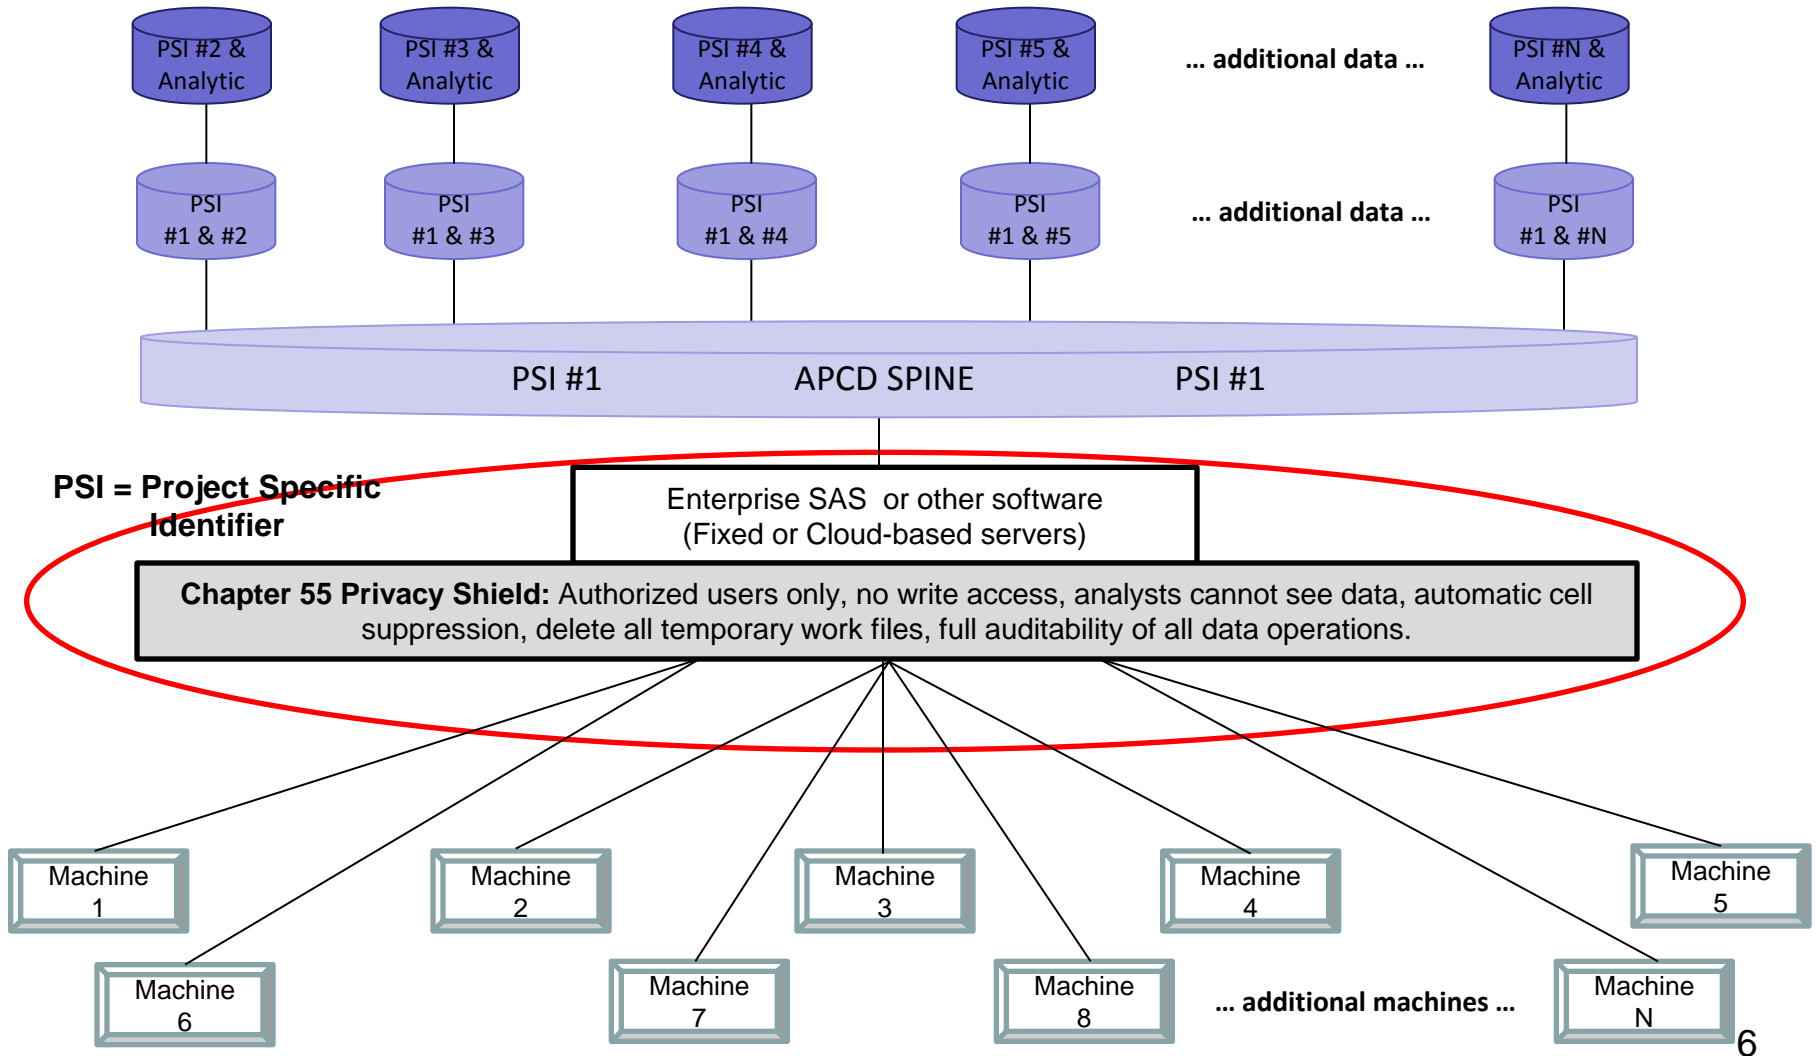 PSI #2 &
Analytic
PSI #3 &
Analytic
PSI #4 &
Analytic
PSI #5 &
Analytic
... additional data ...
PSI #N &
Analytic
PSI
#1 & #2
PSI
#1 & #3
PSI
#1 & #4
PSI
#1 & #5
... additional data ...
PSI
#1 & #N
PSI #1
APCD SPINE
PSI #1
PSI = Project Specific
Identifier
Enterprise SAS or other software
(Fixed or Cloud-based servers)
Chapter 55 Privacy Shield: Authorized users only, no write access, analysts cannot see data, automatic cell
suppression, delete all temporary work files, full auditability of all data operations.
Machine
1
Machine
2
Machine
3
Machine
4
Machine
5
Machine
6
Machine
7
Machine
8
... additional machines ...
Machine
N
6